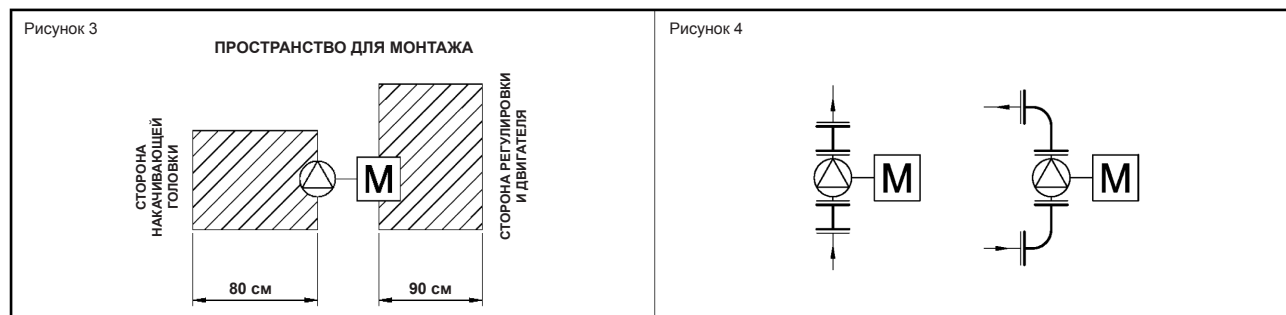 Рисунок 3
ПРОСТРАНСТВО ДЛЯ МОНТАЖА
СТОРОНА
НАКАЧИВАЮЩЕЙ
ГОЛОВКИ
M
СТОРОНА РЕГУЛИРОВКИ
И ДВИГАТЕЛЯ
80 см
90 см
Рисунок 4
M
M